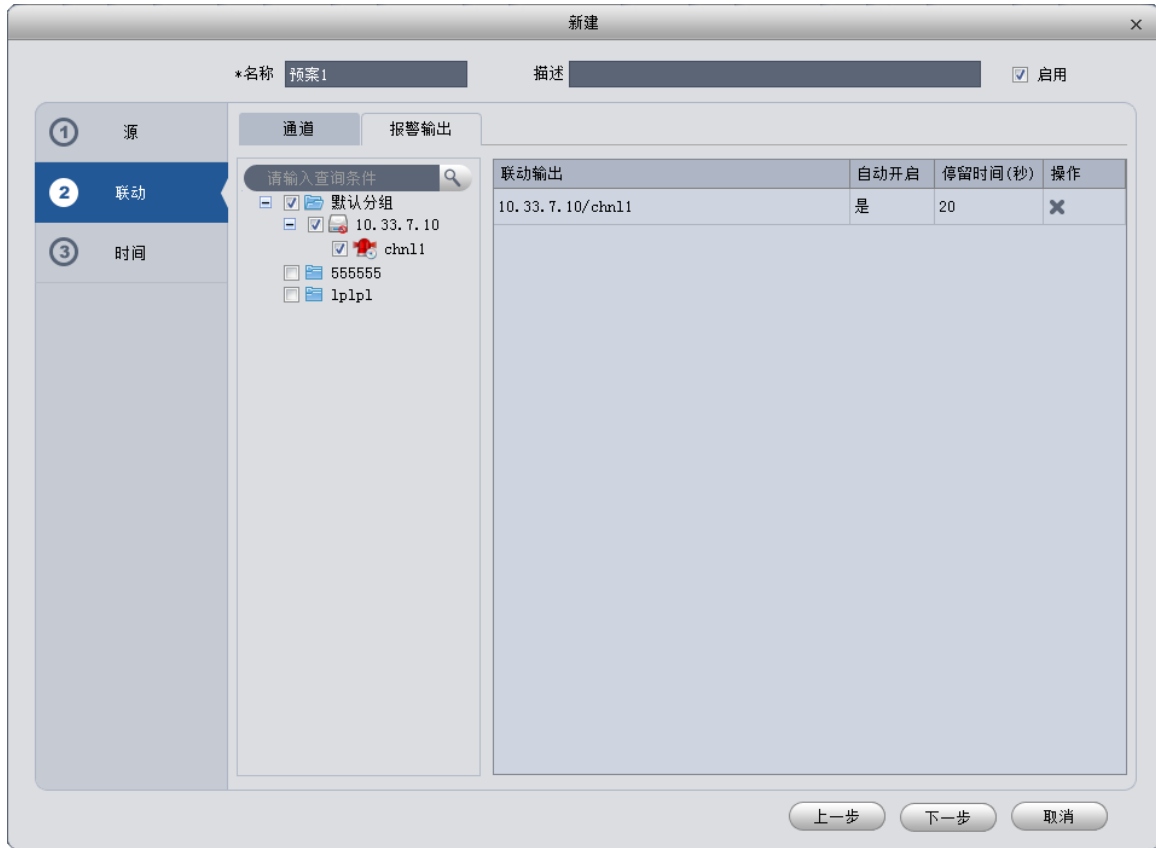 新建
*名称 预案1 描述 启用
1 源
2 联动
3 时间
通道 报警输出
请输入查询条件
默认分组
10.33.7.10
chnl1
555555
lplpl
联动输出 自动开启 停留时间(秒) 操作
10.33.7.10/chnl1 是 20
上一步 下一步 取消